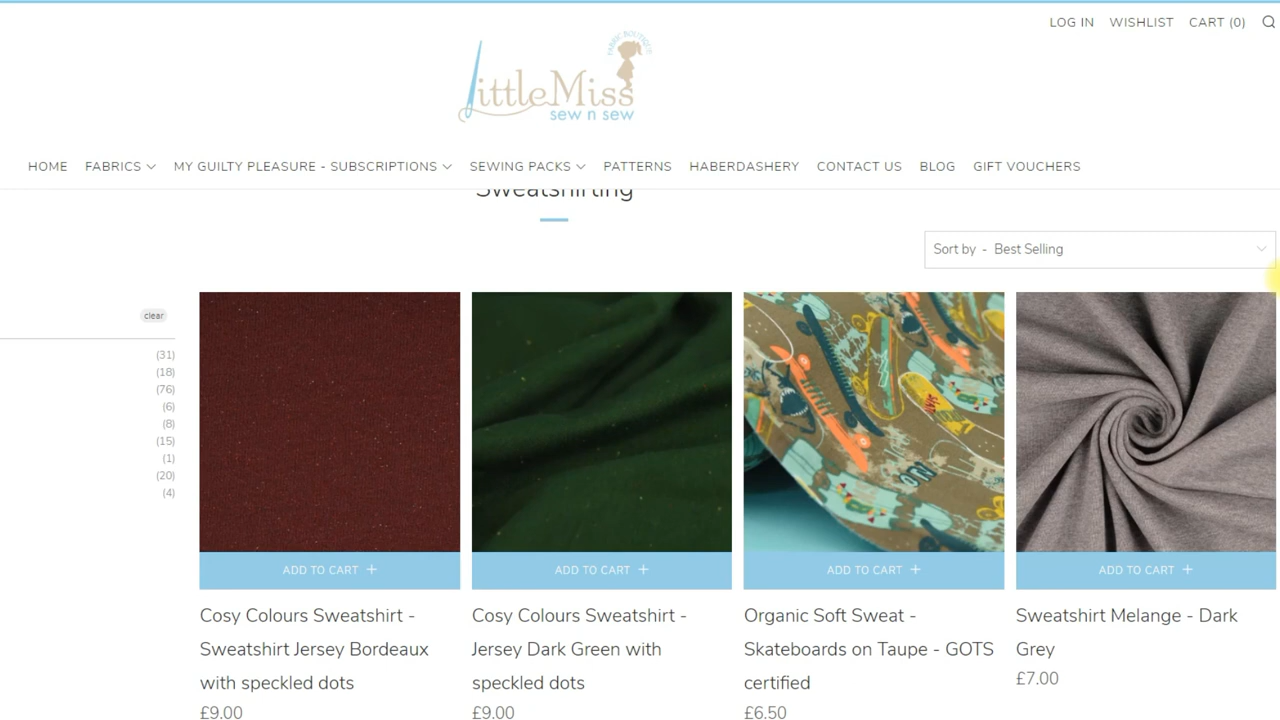 LOG IN WISHLIST CART (0)
FABRIC BOUTIQUE
LittleMiss
sew n sew
HOME FABRICS MY GUILTY PLEASURE - SUBSCRIPTIONS SEWING PACKS PATTERNS HABERDASHERY CONTACT US BLOG GIFT VOUCHERS
Sweatshirting
Sort by - Best Selling
clear
(31)
(18)
(76)
(6)
(8)
(15)
(1)
(20)
(4)
ADD TO CART + ADD TO CART + ADD TO CART + ADD TO CART +
Cosy Colours Sweatshirt -
Sweatshirt Jersey Bordeaux
with speckled dots
£9.00
Cosy Colours Sweatshirt -
Jersey Dark Green with
speckled dots
£9.00
Organic Soft Sweat -
Skateboards on Taupe - GOTS
certified
£6.50
Sweatshirt Melange - Dark
Grey
£7.00